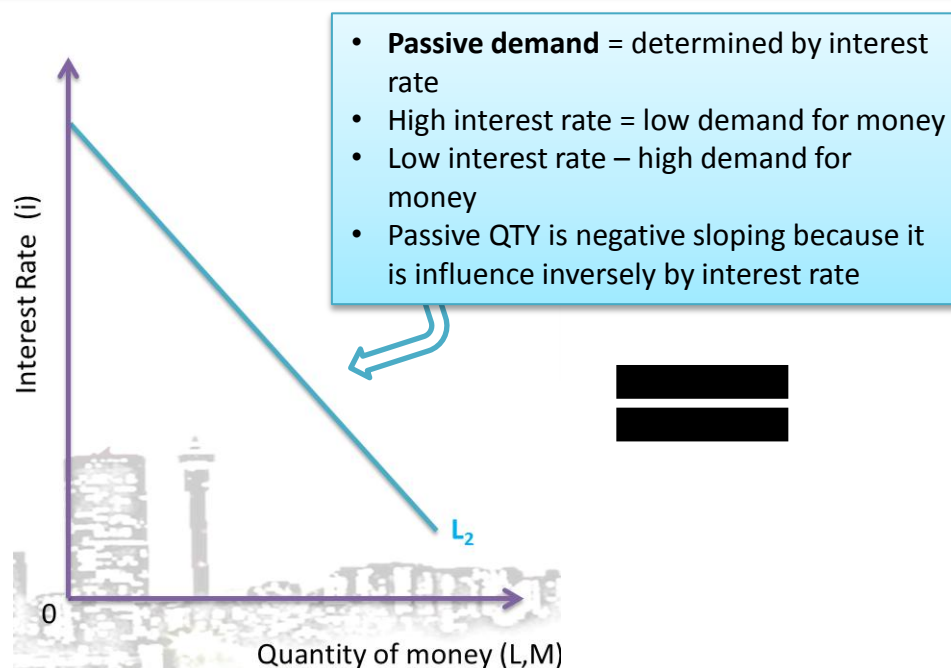 • Passive demand = determined by interest
rate
• High interest rate = low demand for money
• Low interest rate – high demand for
money
• Passive QTY is negative sloping because it
is influence inversely by interest rate
Interest Rate (i)
L₂
0
Quantity of money (L,M)